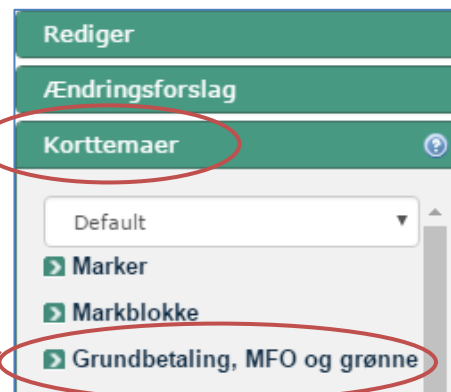 Rediger
Ændringsforslag
Korttemaer
Default
Marker
Markblokke
Grundbetaling, MFO og grønne